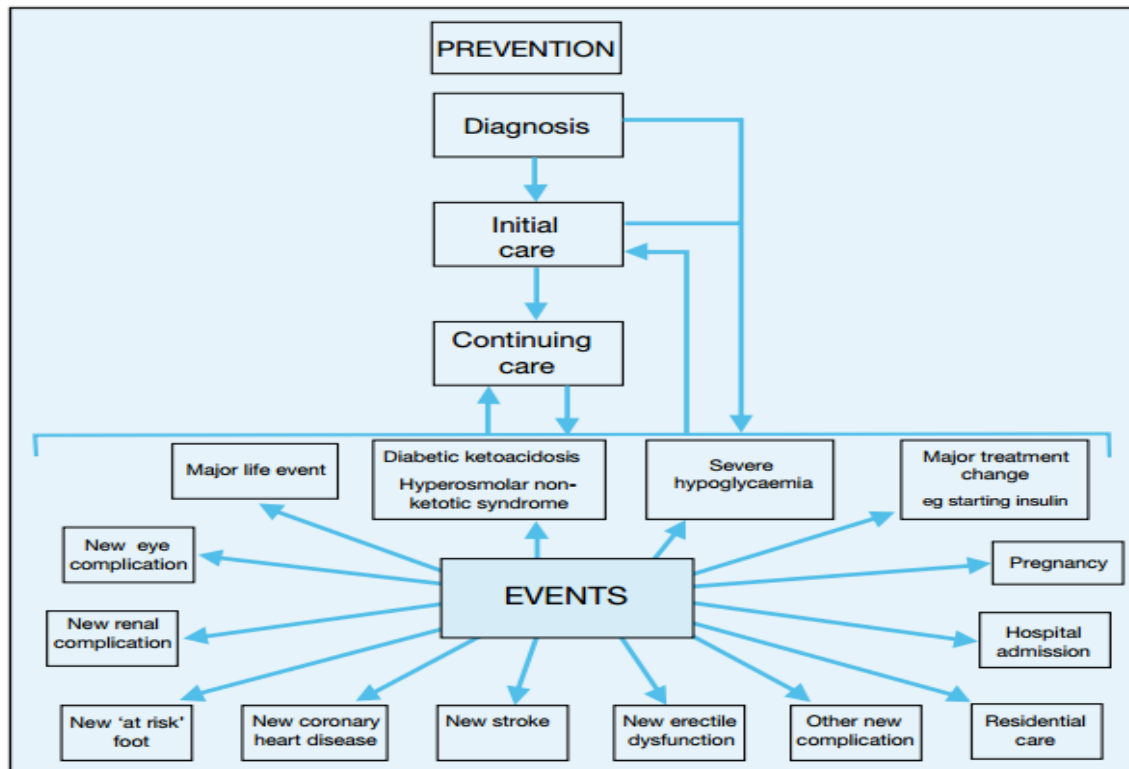 PREVENTION
Diagnosis
Initial
care
Continuing
care
Major life event
Diabetic ketoacidosis
Hyperosmolar non-
ketotic syndrome
Severe
hypoglycaemia
Major treatment
change
eg starting insulin
New eye
complication
EVENTS
Pregnancy
New renal
complication
Hospital
admission
New 'at risk'
foot
New coronary
heart disease
New stroke
New erectile
dysfunction
Other new
complication
Residential
care